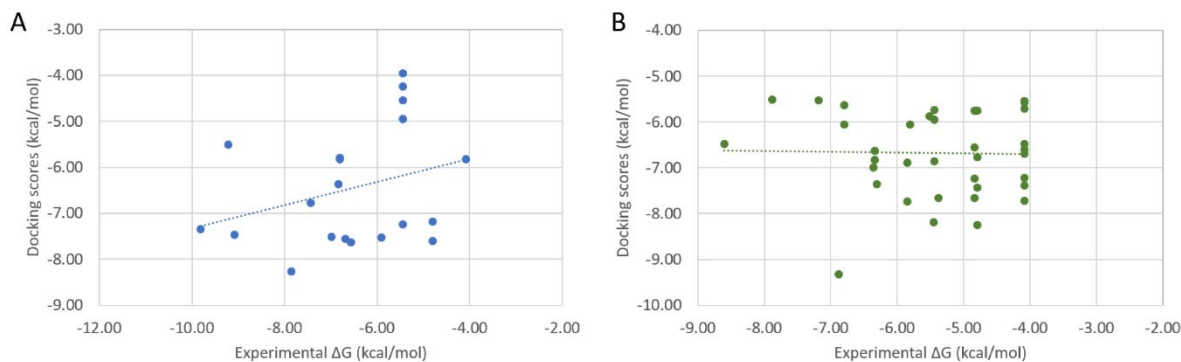 A
Docking scores (kcal/mol)
-3.00
-4.00
-5.00
-6.00
-7.00
-8.00
-9.00
-12.00 -10.00 -8.00 -6.00 -4.00 -2.00
Experimental ΔG (kcal/mol)
B
Docking scores (kcal/mol)
-4.00
-5.00
-6.00
-7.00
-8.00
-9.00
-10.00
-9.00 -8.00 -7.00 -6.00 -5.00 -4.00 -3.00 -2.00
Experimental ΔG (kcal/mol)